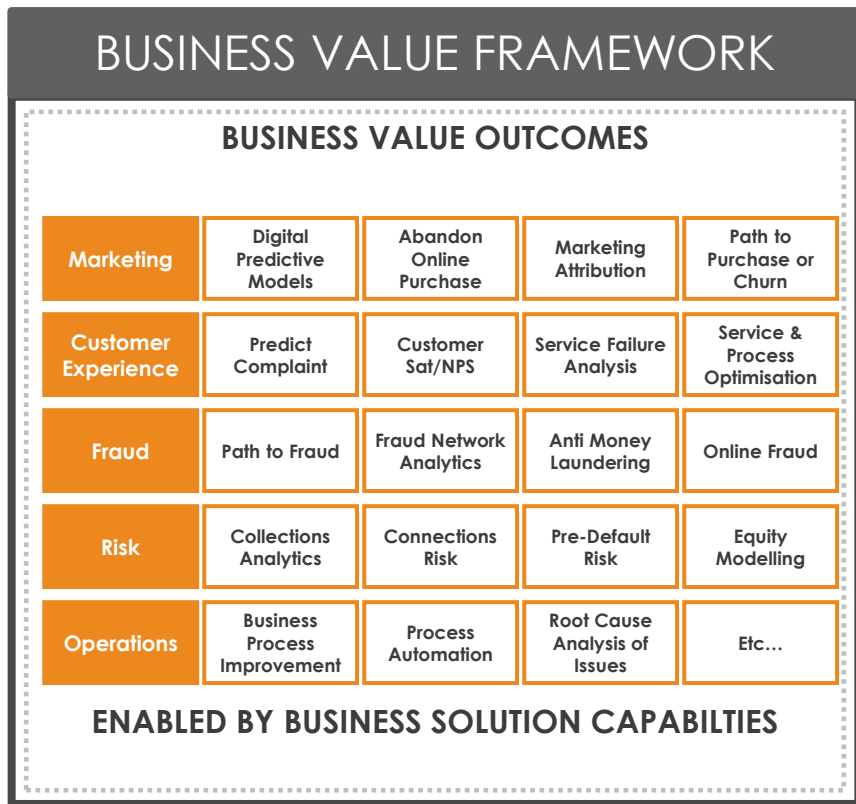 BUSINESS VALUE FRAMEWORK
BUSINESS VALUE OUTCOMES
Marketing
Digital
Predictive
Models
Abandon
Online
Purchase
Marketing
Attribution
Path to
Purchase or
Churn
Customer
Experience
Predict
Complaint
Customer
Sat/NPS
Service Failure
Analysis
Service &
Process
Optimisation
Fraud
Path to Fraud
Fraud Network
Analytics
Anti Money
Laundering
Online Fraud
Risk
Collections
Analytics
Connections
Risk
Pre-Default
Risk
Equity
Modelling
Operations
Business
Process
Improvement
Process
Automation
Root Cause
Analysis of
Issues
Etc...
ENABLED BY BUSINESS SOLUTION CAPABILTIES